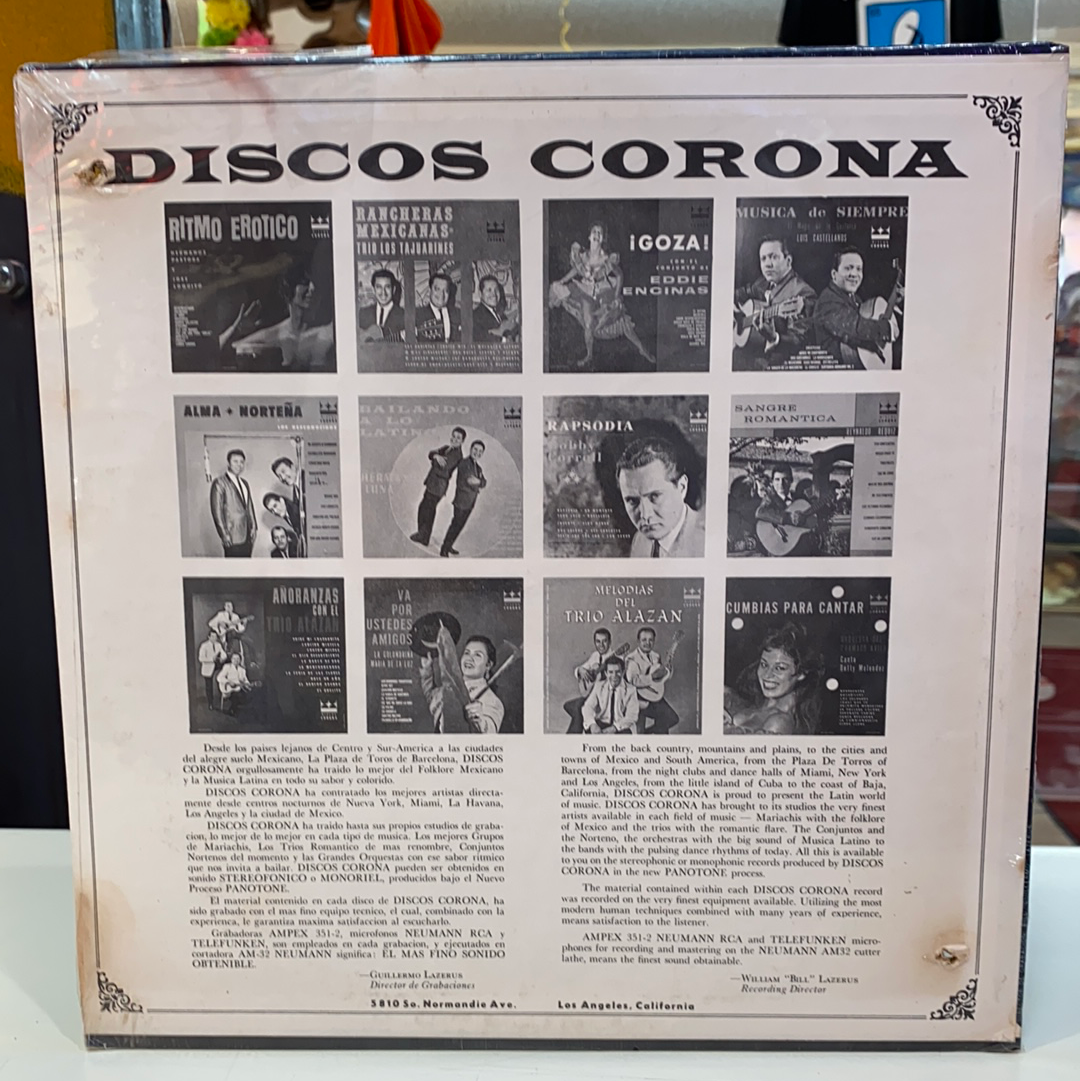 DISCOS CORONA
RITMO EROTICO
RANCHERAS
MEXICANAS
TRIO LOS TAJUARINES
¡GOZA!
CON EL
CONJUNTO DE
EDDIE
ENCINAS
MUSICA de SIEMPRE
LUIS CASTELLANOS
ALMA + NORTEÑA
BAILANDO
A LO
LATINO
RAPSODIA
SANGRE
ROMANTICA
AÑORANZAS
CON EL
TRIO ALAZAN
VA
POR
USTEDES
AMIGOS
LA GOLONDRINA
MARIA DE LA LUZ
MELODIAS
DEL
TRIO ALAZAN
CUMBIAS PARA CANTAR
Canta
Desde los paises lejanos de Centro y Sur-America a las ciudades
del alegre suelo Mexicano, La Plaza de Toros de Barcelona, DISCOS
CORONA orgullosamente ha traido lo mejor del Folklore Mexicano
y la Musica Latina en todo su sabor y colorido.
DISCOS CORONA ha contratado los mejores artistas directa-
mente desde centros nocturnos de Nueva York, Miami, La Havana,
Los Angeles y la ciudad de Mexico.
DISCOS CORONA ha traido hasta sus propios estudios de graba-
cion, lo mejor de lo mejor en cada tipo de musica. Los mejores Grupos
de Mariachis, Los Trios Romantico de mas renombre, Conjuntos
Nortenos del momento y las Grandes Orquestas con ese sabor ritmico
que nos invita a bailar. DISCOS CORONA pueden ser obtenidos en
sonido STEREOFONICO o MONORIEL, producidos bajo el Nuevo
Proceso PANOTONE.
El material contenido en cada disco de DISCOS CORONA, ha
sido grabado con el mas fino equipo tecnico, el cual, combinado con la
experienca, le garantiza maxima satisfaccion al escucharlo.
Grábadoras AMPEX 351-2, microfonos NEUMANN RCA y
TELEFUNKEN, son empleados en cada grabacion, y ejecutados en
cortadora AM-32 NEUMANN significa: EL MAS FINO SONIDO
OBTENIBLE.
—GUILLERMO LAZERUS
Director de Grabaciones
From the back country, mountains and plains, to the cities and
towns of Mexico and South America, from the Plaza De Torros of
Barcelona, from the night clubs and dance halls of Miami, New York
and Los Angeles, from the little island of Cuba to the coast of Baja,
California, DISCOS CORONA is proud to present the Latin world
of music. DISCOS CORONA has brought to its studios the very finest
artists available in each field of music — Mariachis with the folklore
of Mexico and the trios with the romantic flare. The Conjuntos and
the Norteno, the orchestras with the big sound of Musica Latino to
the bands with the pulsing dance rhythms of today. All this is available
to you on the stereophonic or monophonic records produced by DISCOS
CORONA in the new PANOTONE process.
The material contained within each DISCOS CORONA record
was recorded on the very finest equipment available. Utilizing the most
modern human techniques combined with many years of experience,
means satisfaction to the listener.
AMPEX 351-2 NEUMANN RCA and TELEFUNKEN micro-
phones for recording and mastering on the NEUMANN AM32 cutter
lathe, means the finest sound obtainable.
—WILLIAM "BILL" LAZERUS
Recording Director
5810 So. Normandie Ave. Los Angeles, California